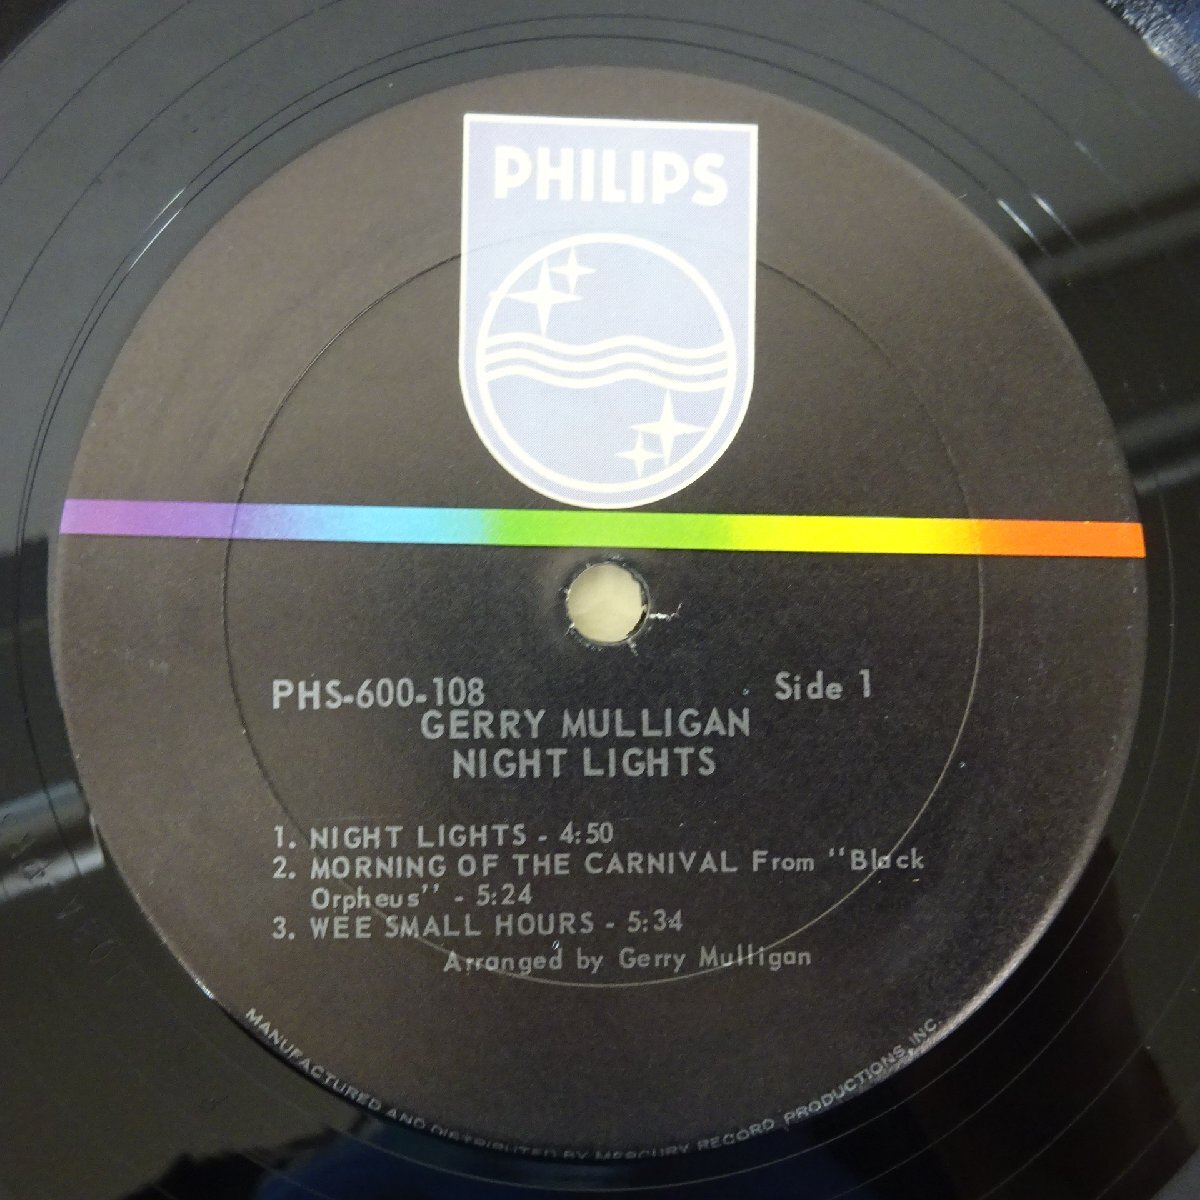 PHILIPS
PHS-600-108
Side 1
GERRY MULLIGAN
NIGHT LIGHTS
1. NIGHT LIGHTS - 4:50
2. MORNING OF THE CARNIVAL From "Black
Orpheus" - 5:24
3. WEE SMALL HOURS - 5:34
Arranged by Gerry Mulligan
MANUFACTURED AND DISTRIBUTED BY MERCURY RECORD PRODUCTIONS, INC.